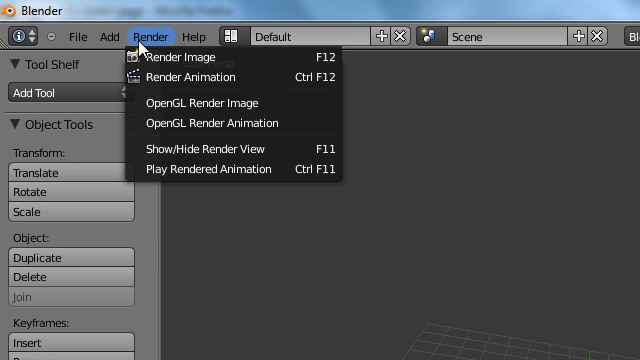 Blender
File Add Render Help Default Scene Bl
Render Image F12
Render Animation Ctrl F12
OpenGL Render Image
OpenGL Render Animation
Show/Hide Render View F11
Play Rendered Animation Ctrl F11
Tool Shelf
Add Tool
Object Tools
Transform:
Translate
Rotate
Scale
Object:
Duplicate
Delete
Join
Keyframes:
Insert